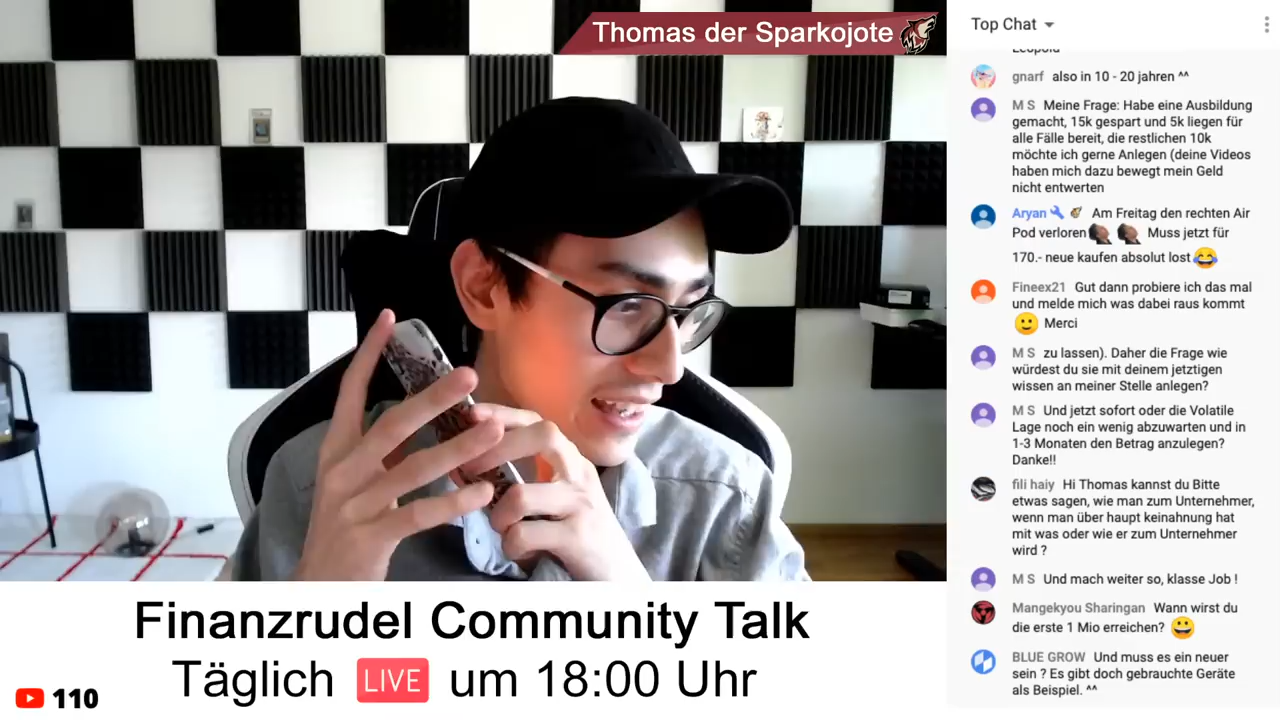 Thomas der Sparkojote
Finanzrudel Community Talk
Täglich LIVE um 18:00 Uhr
110
Top Chat
Leopold
gnarf also in 10 - 20 jahren ^^
M S Meine Frage: Habe eine Ausbildung
gemacht, 15k gespart und 5k liegen für
alle Fälle bereit, die restlichen 10k
möchte ich gerne Anlegen (deine Videos
haben mich dazu bewegt mein Geld
nicht entwerten
Aryan Am Freitag den rechten Air
Pod verloren Muss jetzt für
170.- neue kaufen absolut lost😂
Fineex21 Gut dann probiere ich das mal
und melde mich was dabei raus kommt
🙂 Merci
M S zu lassen). Daher die Frage wie
würdest du sie mit deinem jetztigen
wissen an meiner Stelle anlegen?
M S Und jetzt sofort oder die Volatile
Lage noch ein wenig abzuwarten und in
1-3 Monaten den Betrag anzulegen?
Danke!!
fili haiy Hi Thomas kannst du Bitte
etwas sagen, wie man zum Unternehmer,
wenn man über haupt keinahnung hat
mit was oder wie er zum Unternehmer
wird ?
M S Und mach weiter so, klasse Job !
Mangekyou Sharingan Wann wirst du
die erste 1 Mio erreichen? 😀
BLUE GROW Und muss es ein neuer
sein ? Es gibt doch gebrauchte Geräte
als Beispiel. ^^